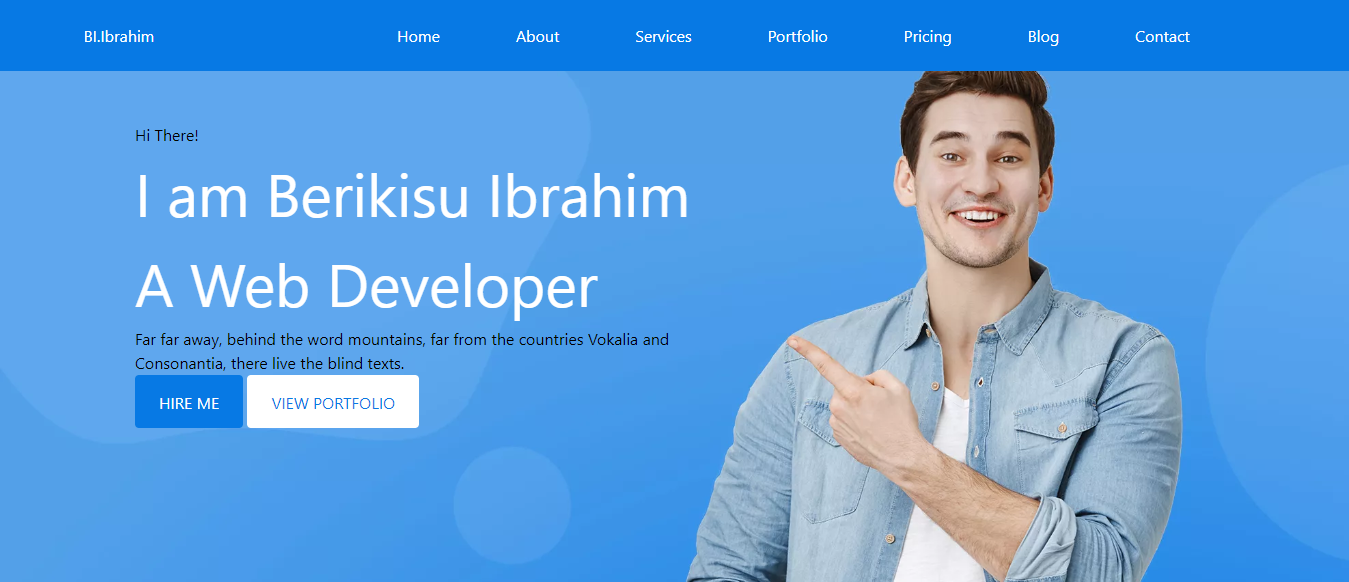 BI.Ibrahim
Home
About
Services
Portfolio
Pricing
Blog
Contact
Hi There!
I am Berikisu Ibrahim
A Web Developer
Far far away, behind the word mountains, far from the countries Vokalia and
Consonantia, there live the blind texts.
HIRE ME
VIEW PORTFOLIO